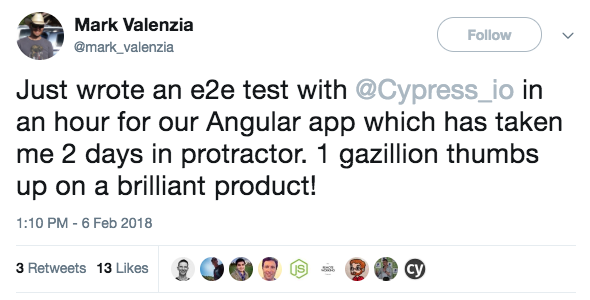 Mark Valenzia
@mark_valenzia
Follow
Just wrote an e2e test with @Cypress_io in
an hour for our Angular app which has taken
me 2 days in protractor. 1 gazillion thumbs
up on a brilliant product!
1:10 PM - 6 Feb 2018
3 Retweets 13 Likes
JS
cy